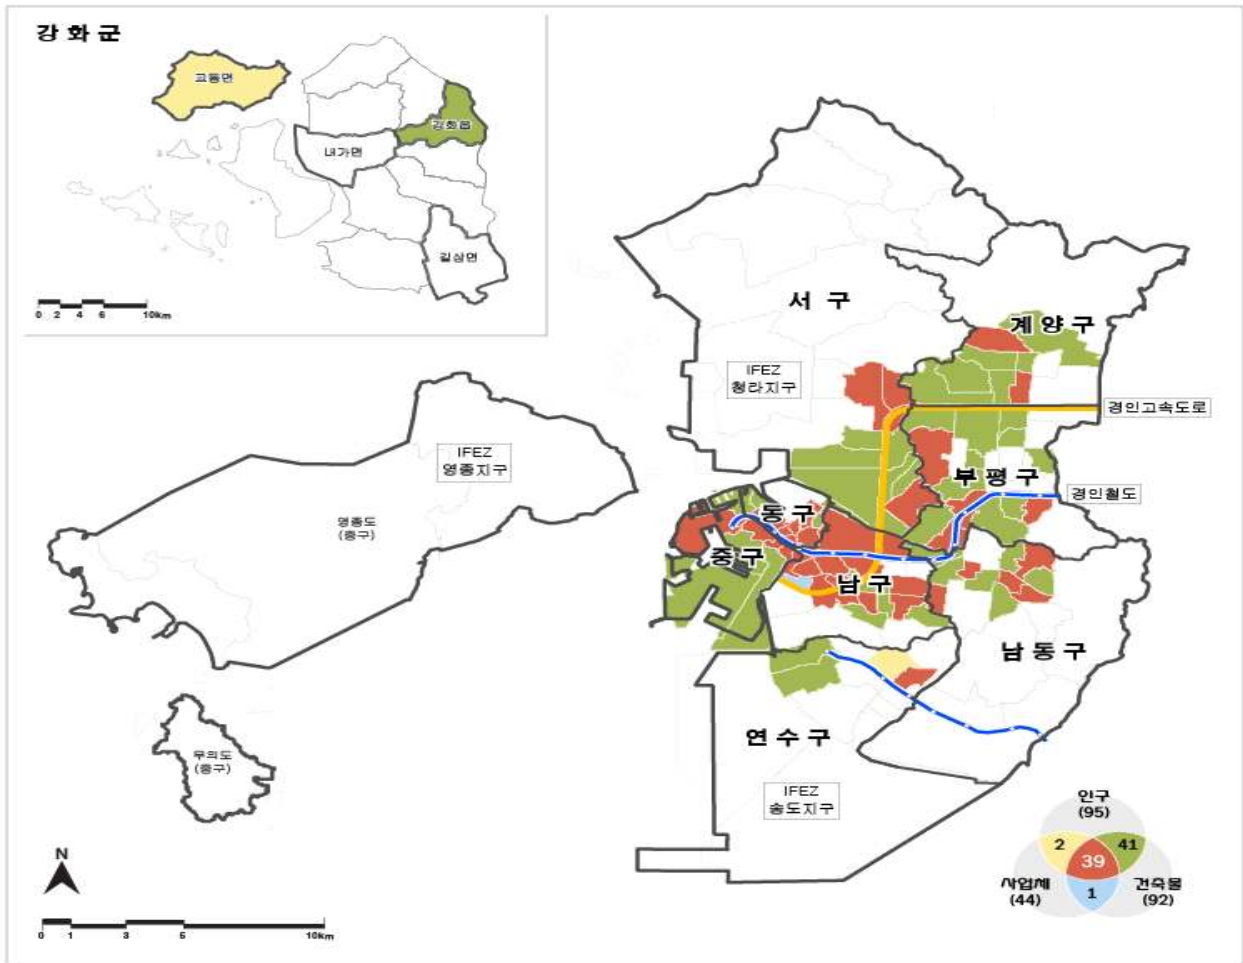 강화군
교동면
강화읍
내가면
길상면
0 2 4 6 10km
서 구
계양구
IFEZ
청라지구
경인고속도로
IFEZ
영종지구
부평구
경인철도
영종도
(중구)
동구
중구
남구
남동구
연수구
무의도
(중구)
IFEZ
송도지구
인구
(95)
2
41
39
사업체
(44)
1
건축물
(92)
N
0 1 3 5 10km